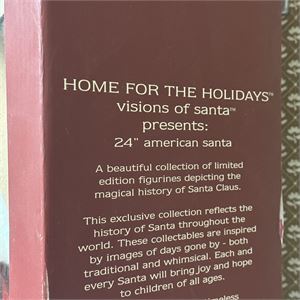 HOME FOR THE HOLIDAYS™
visions of santa™
presents:
24" american santa
A beautiful collection of limited
edition figurines depicting the
magical history of Santa Claus.
This exclusive collection reflects the
history of Santa throughout the
world. These collectables are inspired
by images of days gone by - both
traditional and whimsical. Each and
every Santa will bring joy and hope
to children of all ages.